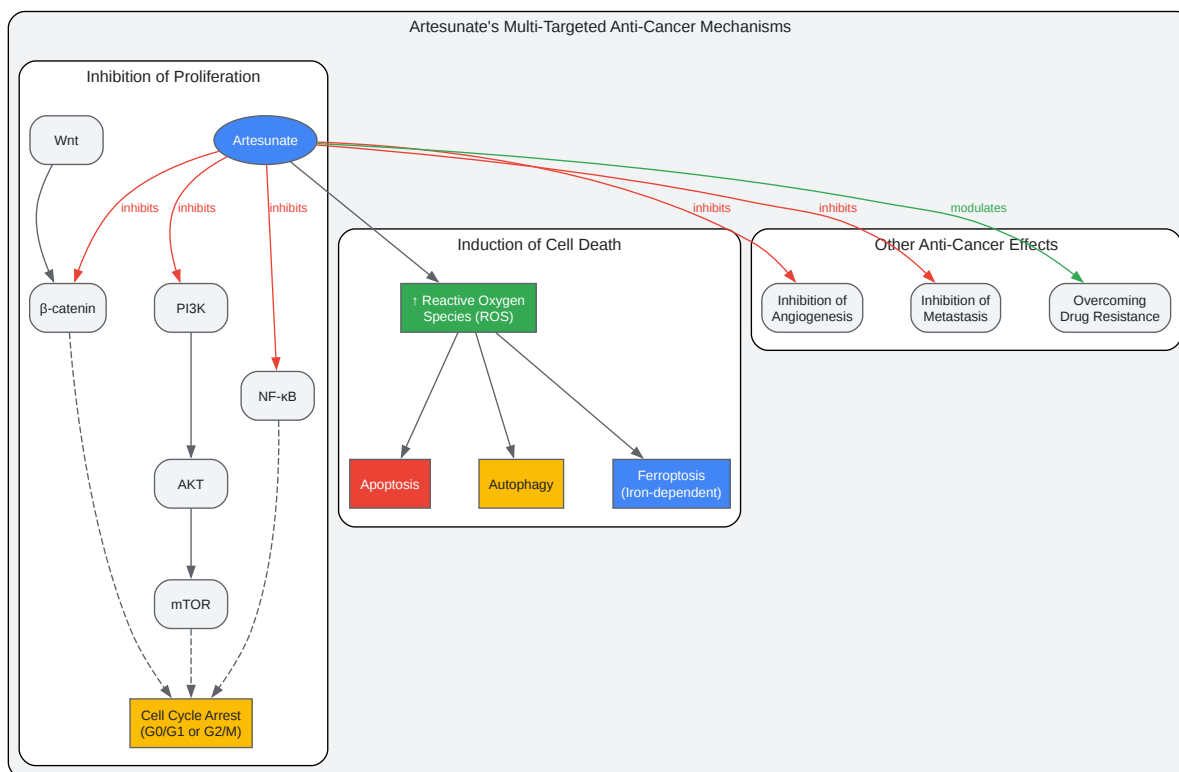 Artesunate's Multi-Targeted Anti-Cancer Mechanisms
Inhibition of Proliferation
Wnt
Artesunate
inhibits
inhibits
inhibits
inhibits
inhibits
modulates
β-catenin
PI3K
NF-κB
AKT
mTOR
Cell Cycle Arrest
(G0/G1 or G2/M)
Induction of Cell Death
↑ Reactive Oxygen
Species (ROS)
Apoptosis
Autophagy
Ferroptosis
(Iron-dependent)
Other Anti-Cancer Effects
Inhibition of
Angiogenesis
Inhibition of
Metastasis
Overcoming
Drug Resistance